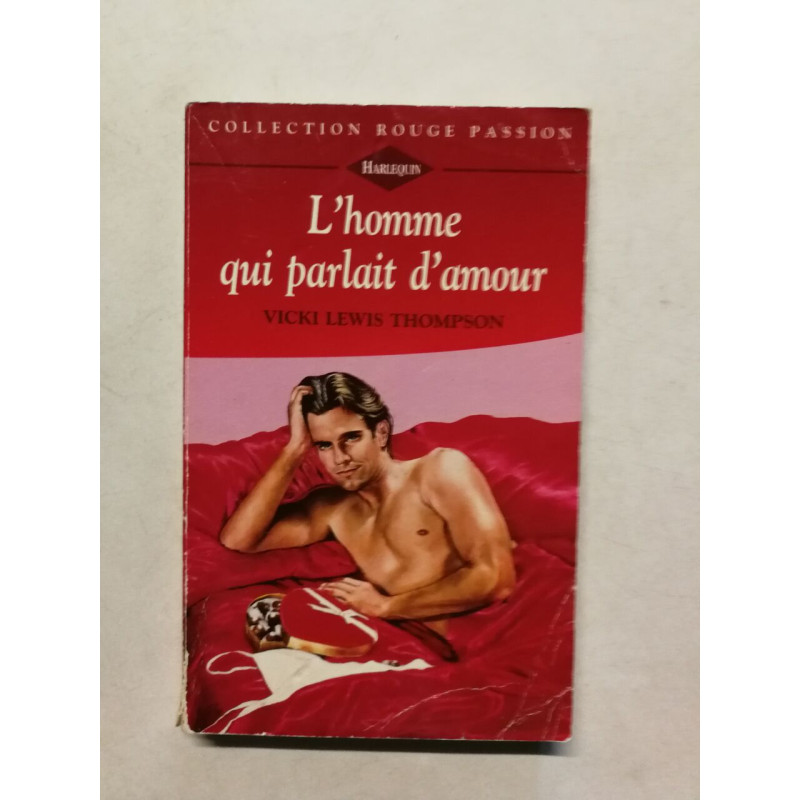 COLLECTION ROUGE PASSION
HARLEQUIN
L'homme
qui parlait d'amour
VICKI LEWIS THOMPSON